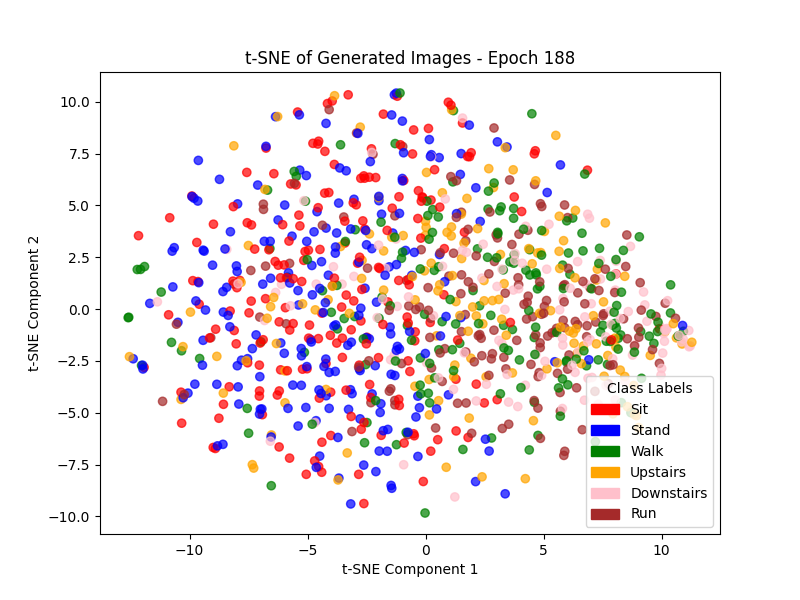 t-SNE of Generated Images - Epoch 188
t-SNE Component 2
10.0
7.5
5.0
2.5
0.0
−2.5
−5.0
−7.5
−10.0
Class Labels
Sit
Stand
Walk
Upstairs
Downstairs
Run
−10
−5
0
5
10
t-SNE Component 1